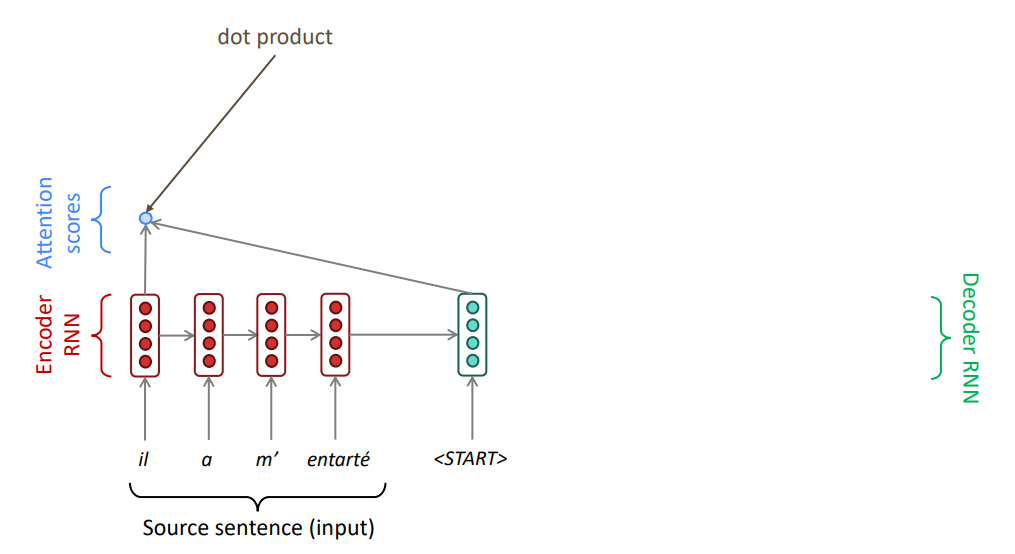 dot product
Attention
scores
Encoder
RNN
Decoder RNN
il
a
m’
entarté
<START>
Source sentence (input)